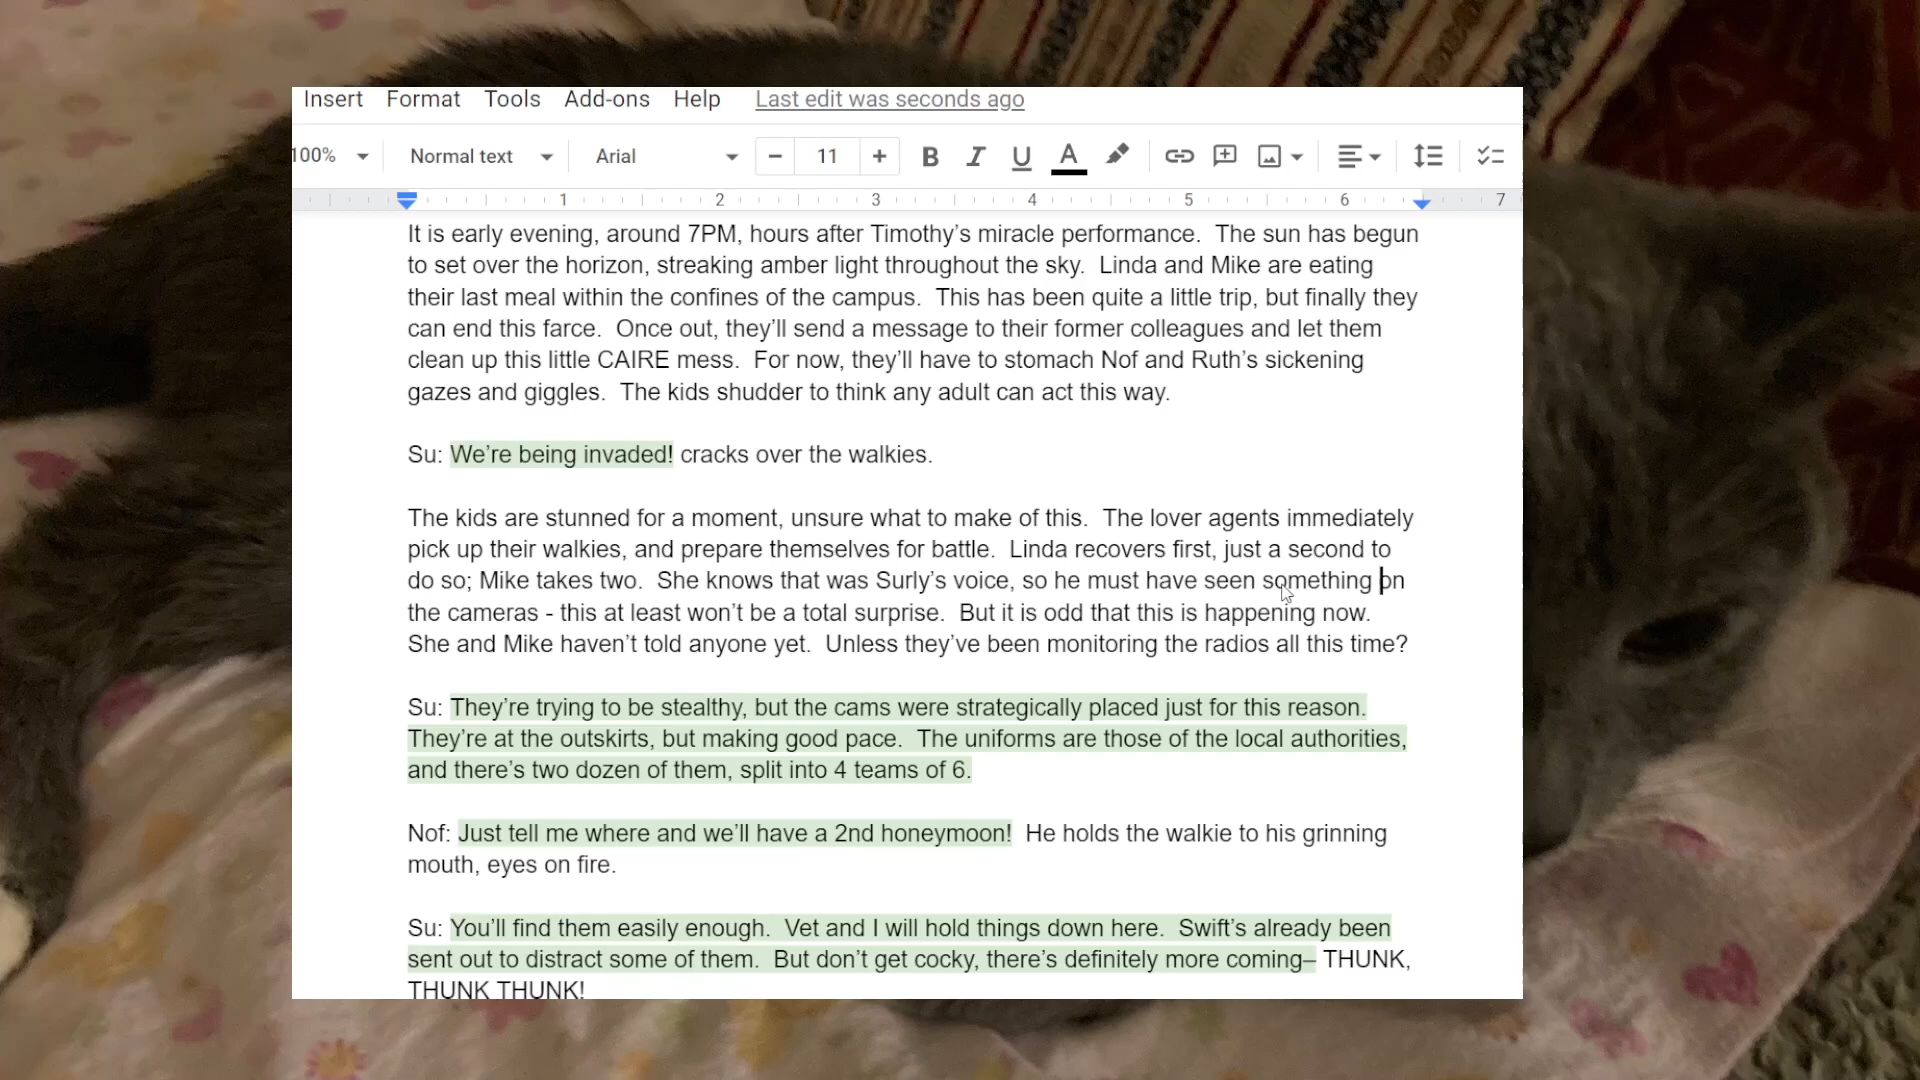 Insert Format Tools Add-ons Help Last edit was seconds ago
100% Normal text Arial 11 B I U A
1 2 3 4 5 6 7
It is early evening, around 7PM, hours after Timothy’s miracle performance.  The sun has begun
to set over the horizon, streaking amber light throughout the sky.  Linda and Mike are eating
their last meal within the confines of the campus.  This has been quite a little trip, but finally they
can end this farce.  Once out, they’ll send a message to their former colleagues and let them
clean up this little CAIRE mess.  For now, they’ll have to stomach Nof and Ruth’s sickening
gazes and giggles.  The kids shudder to think any adult can act this way.
Su: We’re being invaded! cracks over the walkies.
The kids are stunned for a moment, unsure what to make of this.  The lover agents immediately
pick up their walkies, and prepare themselves for battle.  Linda recovers first, just a second to
do so; Mike takes two.  She knows that was Surly’s voice, so he must have seen something on
the cameras - this at least won’t be a total surprise.  But it is odd that this is happening now.
She and Mike haven’t told anyone yet.  Unless they’ve been monitoring the radios all this time?
Su: They’re trying to be stealthy, but the cams were strategically placed just for this reason.
They’re at the outskirts, but making good pace.  The uniforms are those of the local authorities,
and there’s two dozen of them, split into 4 teams of 6.
Nof: Just tell me where and we’ll have a 2nd honeymoon!  He holds the walkie to his grinning
mouth, eyes on fire.
Su: You’ll find them easily enough.  Vet and I will hold things down here.  Swift’s already been
sent out to distract some of them.  But don’t get cocky, there’s definitely more coming– THUNK,
THUNK THUNK!